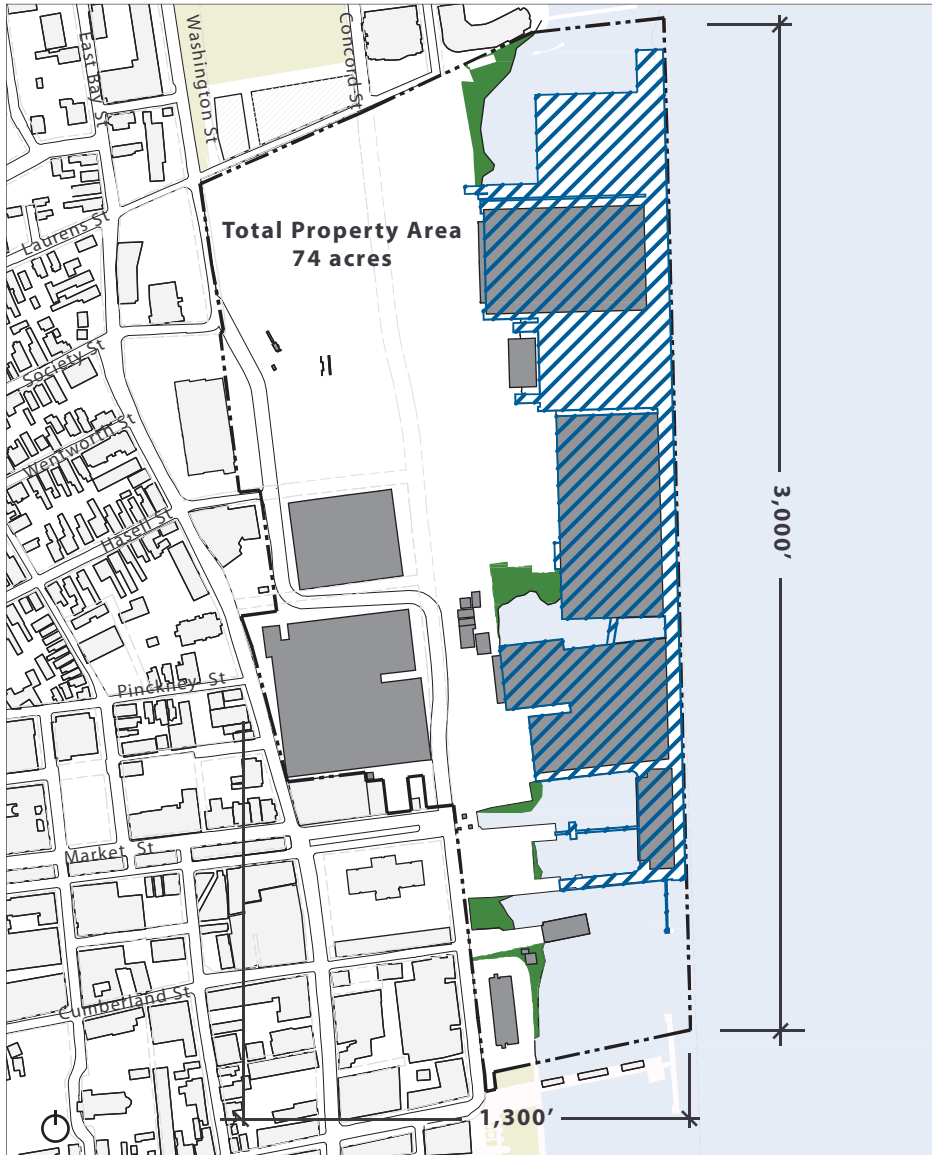 East Bay St
Washington St
Concord St
Laurens St
Total Property Area
74 acres
Society St
Wentworth St
Hasell St
3,000’
Pinckney St
Market St
Cumberland St
1,300’